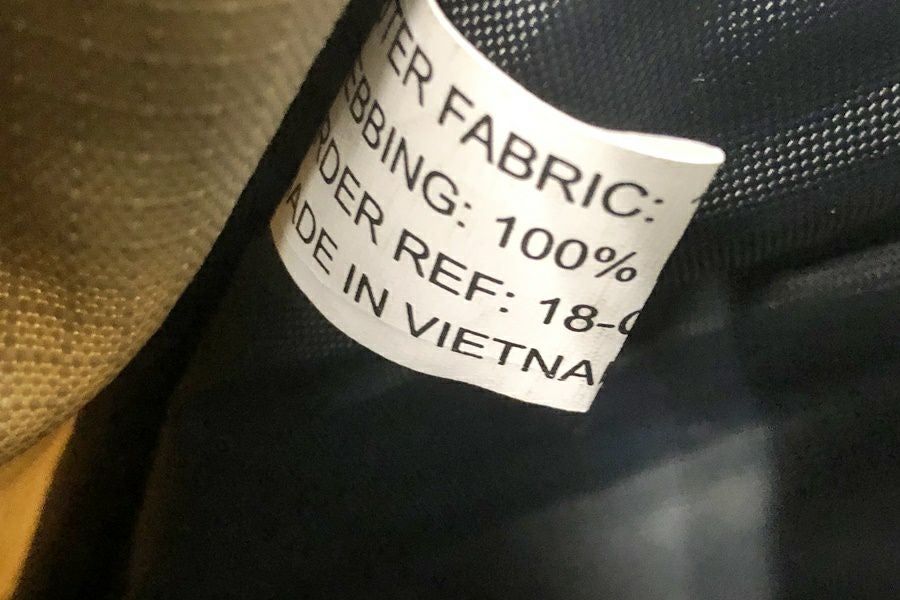 TER FABRIC:
EBBING: 100%
RDER REF: 18-
ADE IN VIETNA